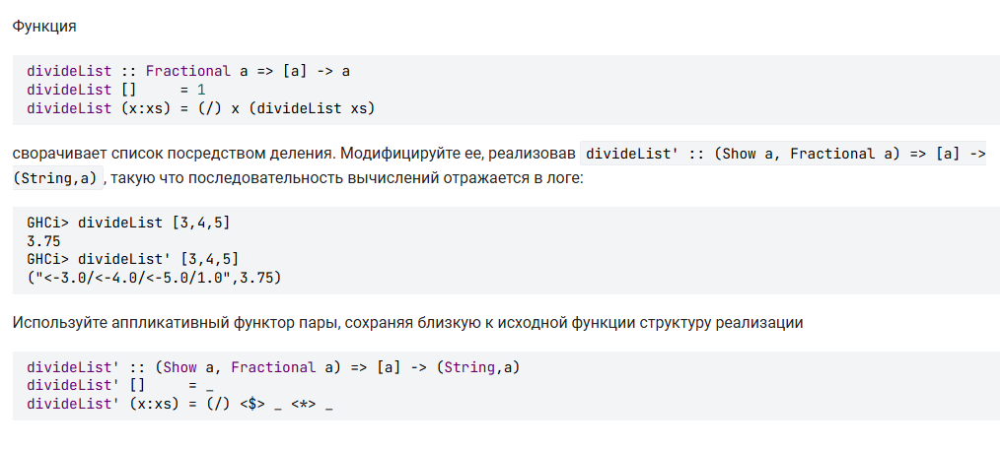 Функция
divideList :: Fractional a => [a] -> a
divideList []     = 1
divideList (x:xs) = (/) x (divideList xs)
сворачивает список посредством деления. Модифицируйте ее, реализовав divideList' :: (Show a, Fractional a) => [a] ->
(String,a) , такую что последовательность вычислений отражается в логе:
GHCi> divideList [3,4,5]
3.75
GHCi> divideList' [3,4,5]
("<-3.0/<-4.0/<-5.0/1.0",3.75)
Используйте аппликативный функтор пары, сохраняя близкую к исходной функции структуру реализации
divideList' :: (Show a, Fractional a) => [a] -> (String,a)
divideList' []     = _
divideList' (x:xs) = (/) <$> _ <*> _